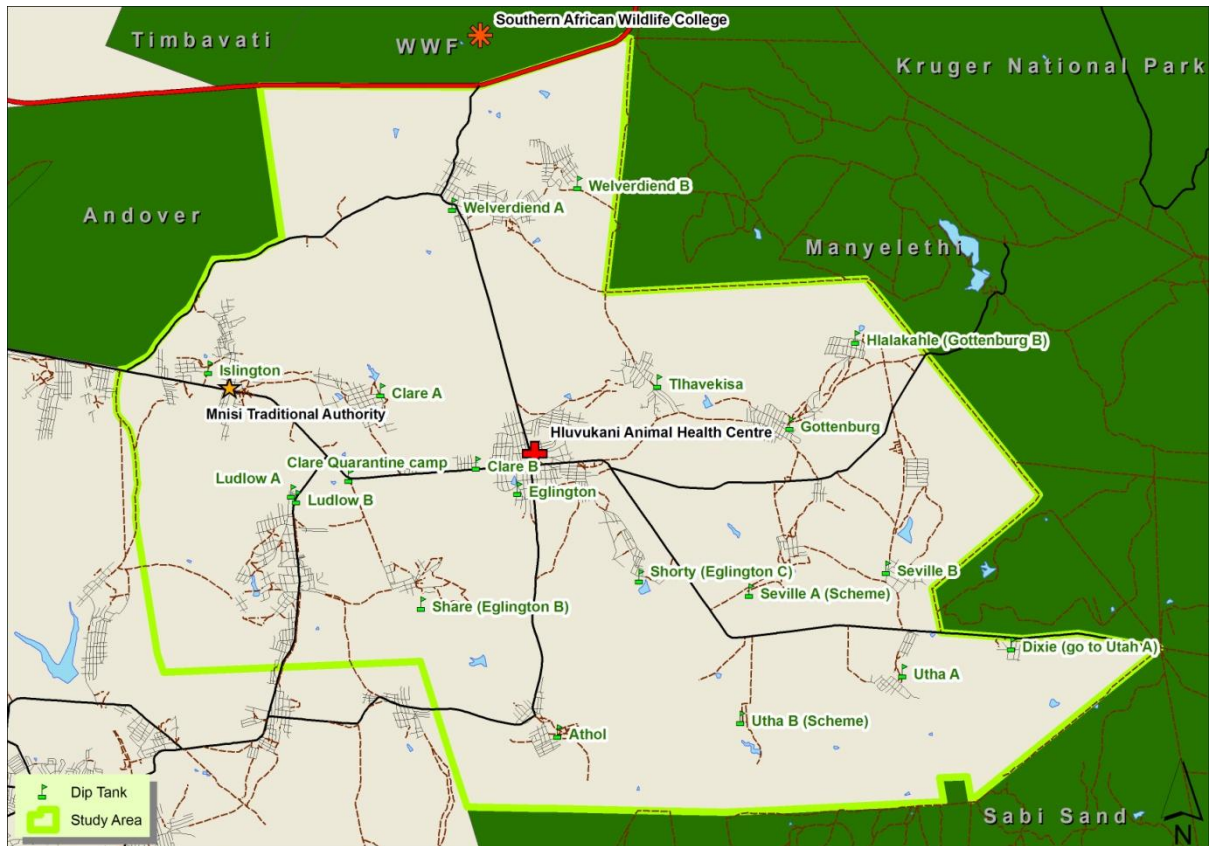 Southern African Wildlife College
Timbavati
WWF
Kruger National Park
Welverdiend B
Andover
Welverdiend A
Manyelethi
Hlalakahle (Gottenburg B)
Islington
Tlhavekisa
Clare A
Mnisi Traditional Authority
Gottenburg
Hluvukani Animal Health Centre
Clare Quarantine camp
Clare B
Ludlow A
Eglington
Ludlow B
Shorty (Eglington C)
Seville B
Seville A (Scheme)
Share (Eglington B)
Dixie (go to Utah A)
Utha A
Utha B (Scheme)
Athol
Dip Tank
Study Area
Sabi Sand
N